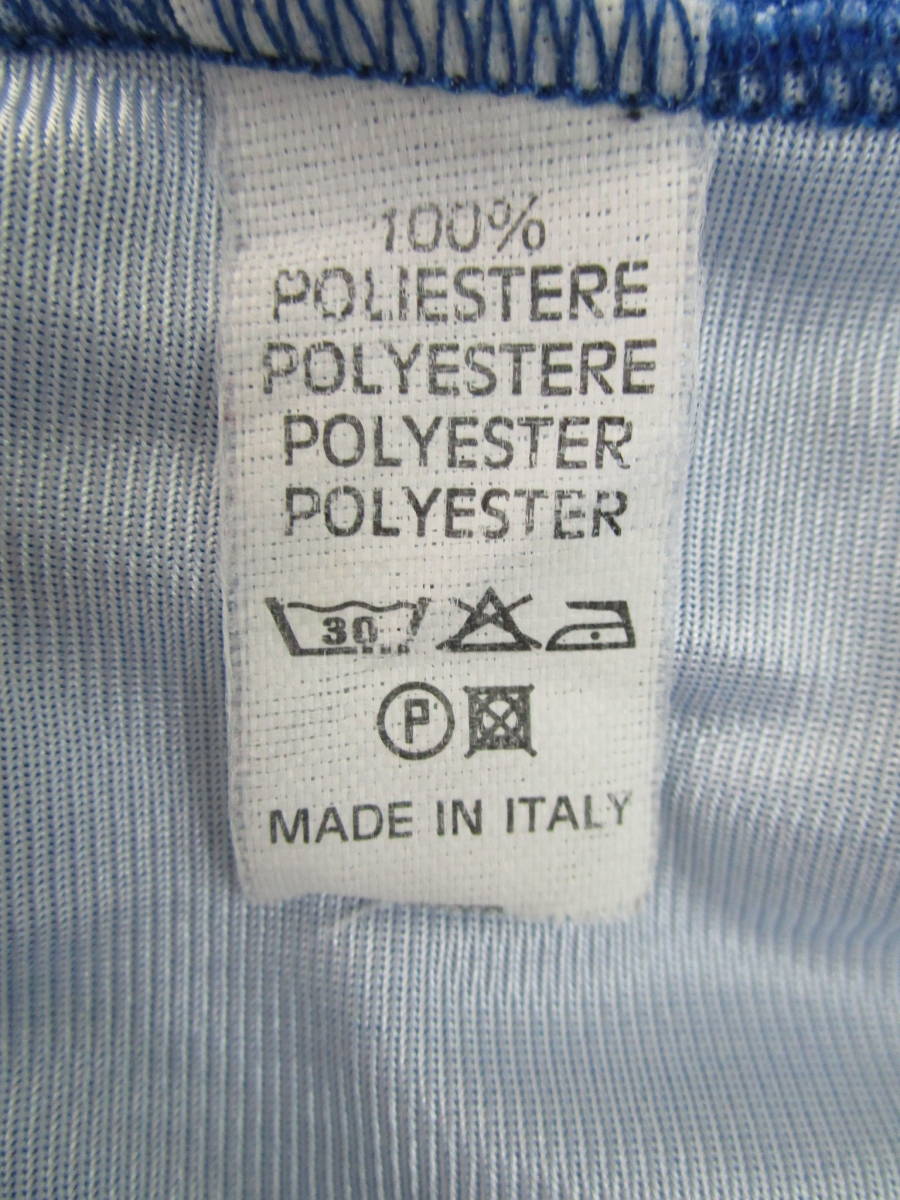 100%
POLIESTERE
POLYESTERE
POLYESTER
POLYESTER
30
P
MADE IN ITALY